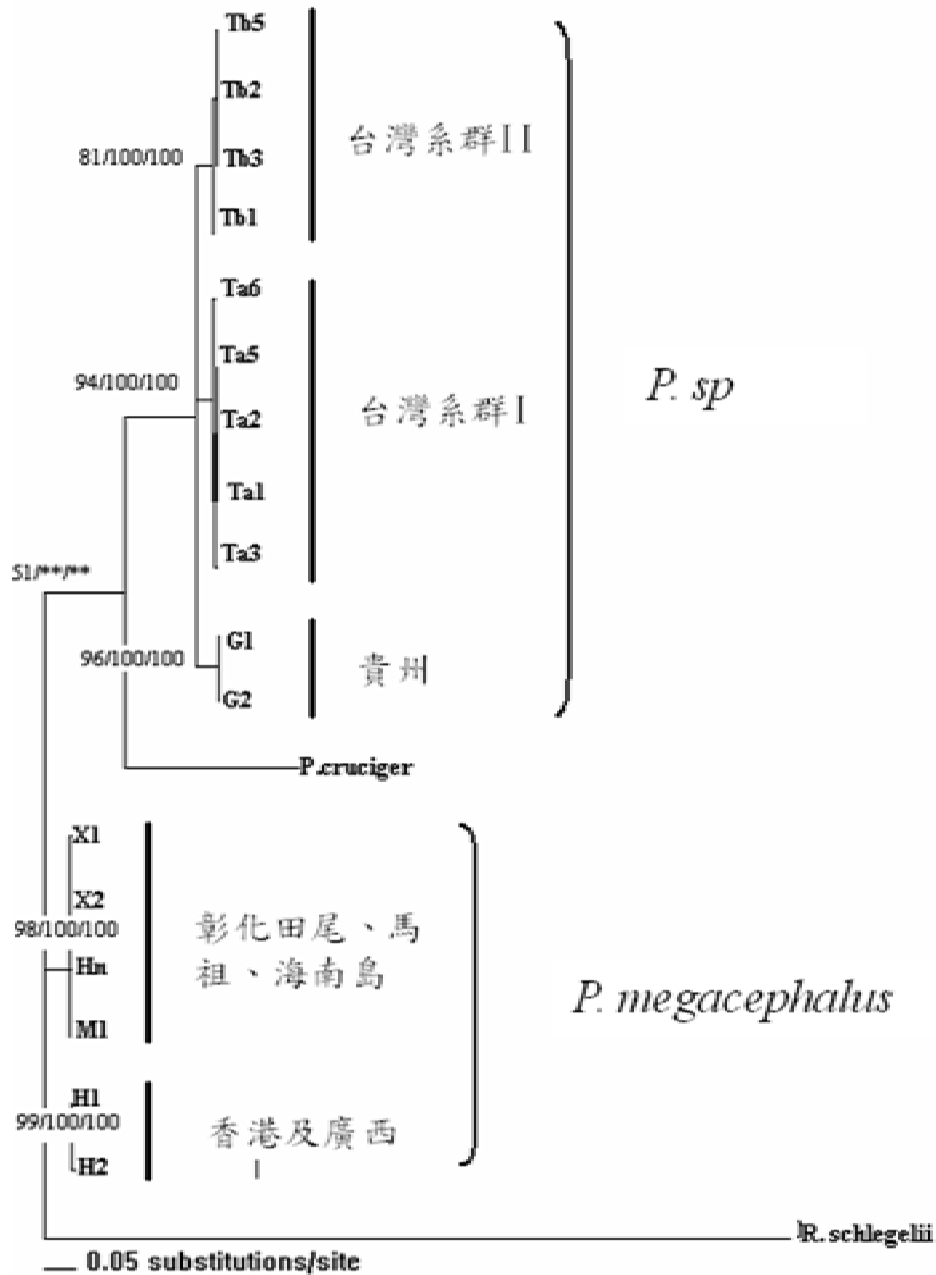 Tb5
Tb2
81/100/100
Tb3
Tb1
台灣系群II
Ta6
Ta5
94/100/100
Ta2
Ta1
Ta3
台灣系群I
P. sp
51/**/**
G1
96/100/100
G2
貴州
P.cruciger
X1
X2
98/100/100
Hn
M1
彰化田尾、馬
祖、海南島
P. megacephalus
H1
99/100/100
H2
香港及廣西
R. schlegelii
0.05 substitutions/site